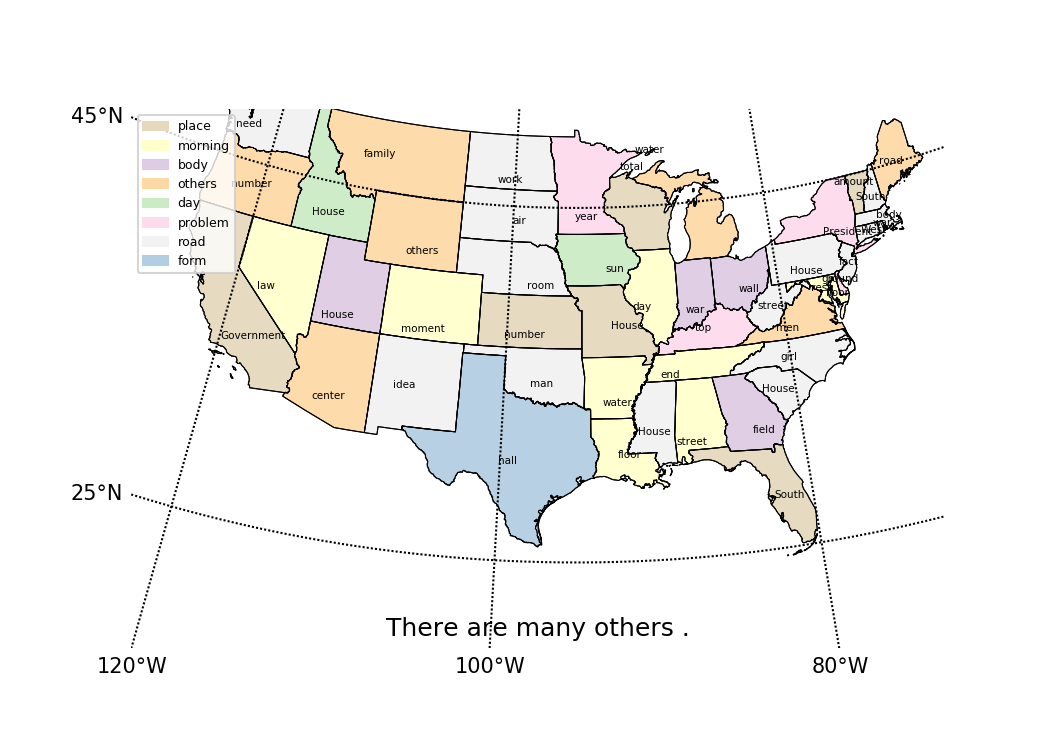 45°N
place
morning
body
others
day
problem
road
form
need
number
family
House
work
air
year
total
water
others
room
sun
law
House
moment
number
House
day
war
wall
House
Government
center
idea
man
water
end
top
men
street
girl
House
hall
floor
House
street
field
South
road
amount
South
body
President
fact
25°N
There are many others .
120°W
100°W
80°W